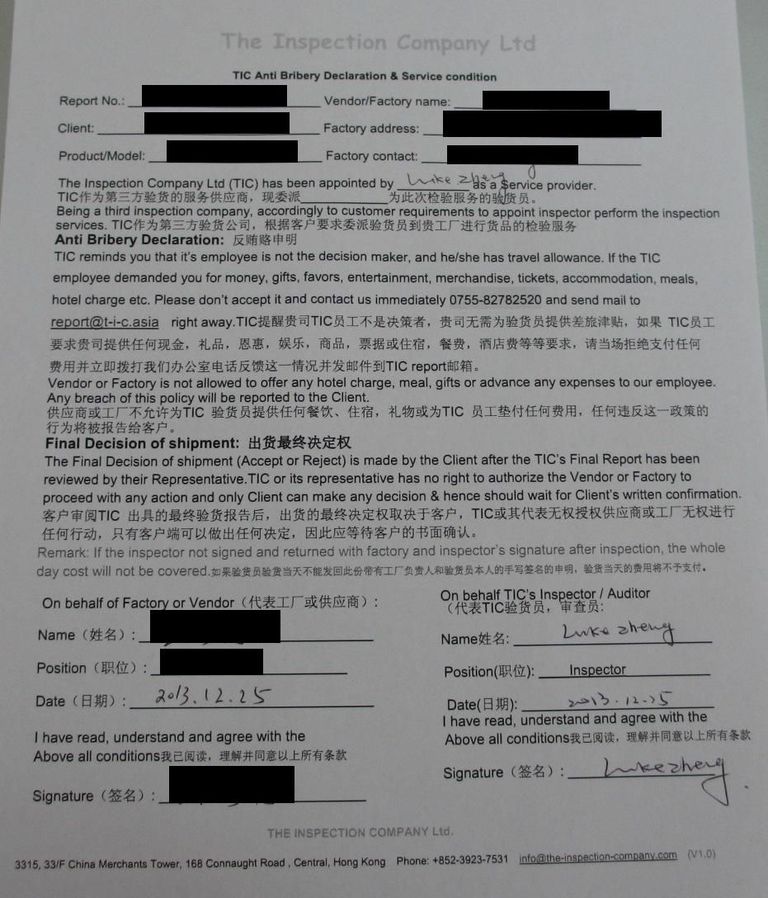 The Inspection Company Ltd
TIC Anti Bribery Declaration & Service condition
Report No.: Vendor/Factory name:
Client: Factory address:
Product/Model: Factory contact:
The Inspection Company Ltd (TIC) has been appointed by Luke zheng as a Service provider.
TIC作为第三方验货的服务供应商，现委派____________为此次检验服务的验货员。
Being a third inspection company, accordingly to customer requirements to appoint inspector perform the inspection
services. TIC作为第三方验货公司，根据客户要求委派验货员到贵工厂进行货品的检验服务
Anti Bribery Declaration: 反贿赂申明
TIC reminds you that it's employee is not the decision maker, and he/she has travel allowance. If the TIC
employee demanded you for money, gifts, favors, entertainment, merchandise, tickets, accommodation, meals,
hotel charge etc. Please don't accept it and contact us immediately 0755-82782520 and send mail to
report@t-i-c.asia right away.TIC提醒贵司TIC员工不是决策者，贵司无需为验货员提供差旅津贴，如果 TIC员工
要求贵司提供任何现金，礼品，恩惠，娱乐，商品，票据或住宿，餐费，酒店费等等要求，请当场拒绝支付任何
费用并立即拨打我们办公室电话反馈这一情况并发邮件到TIC report邮箱。
Vendor or Factory is not allowed to offer any hotel charge, meal, gifts or advance any expenses to our employee.
Any breach of this policy will be reported to the Client.
供应商或工厂不允许为TIC 验货员提供任何餐饮、住宿，礼物或为TIC 员工垫付任何费用，任何违反这一政策的
行为将被报告给客户。
Final Decision of shipment: 出货最终决定权
The Final Decision of shipment (Accept or Reject) is made by the Client after the TIC's Final Report has been
reviewed by their Representative.TIC or its representative has no right to authorize the Vendor or Factory to
proceed with any action and only Client can make any decision & hence should wait for Client's written confirmation.
客户审阅TIC 出具的最终验货报告后，出货的最终决定权取决于客户，TIC或其代表无权授权供应商或工厂无权进行
任何行动，只有客户端可以做出任何决定，因此应等待客户的书面确认。
Remark: If the inspector not signed and returned with factory and inspector's signature after inspection, the whole
day cost will not be covered.如果验货员验货当天不能发回此份带有工厂负责人和验货员本人的手写签名的申明，验货当天的费用将不予支付。
On behalf of Factory or Vendor（代表工厂或供应商）:
Name（姓名）:
Position（职位）:
Date（日期）: 2013.12.25
I have read, understand and agree with the
Above all conditions我已阅读，理解并同意以上所有条款
Signature（签名）:
On behalf TIC's Inspector / Auditor
（代表TIC验货员，审查员:
Name姓名: Luke zheng
Position(职位): Inspector
Date(日期): 2013.12.25
I have read, understand and agree with the
Above all conditions我已阅读，理解并同意以上所有条款
Signature（签名）: Luke zheng
THE INSPECTION COMPANY Ltd.
3315, 33/F China Merchants Tower, 168 Connaught Road , Central, Hong Kong Phone: +852-3923-7531 info@the-inspection-company.com (V1.0)